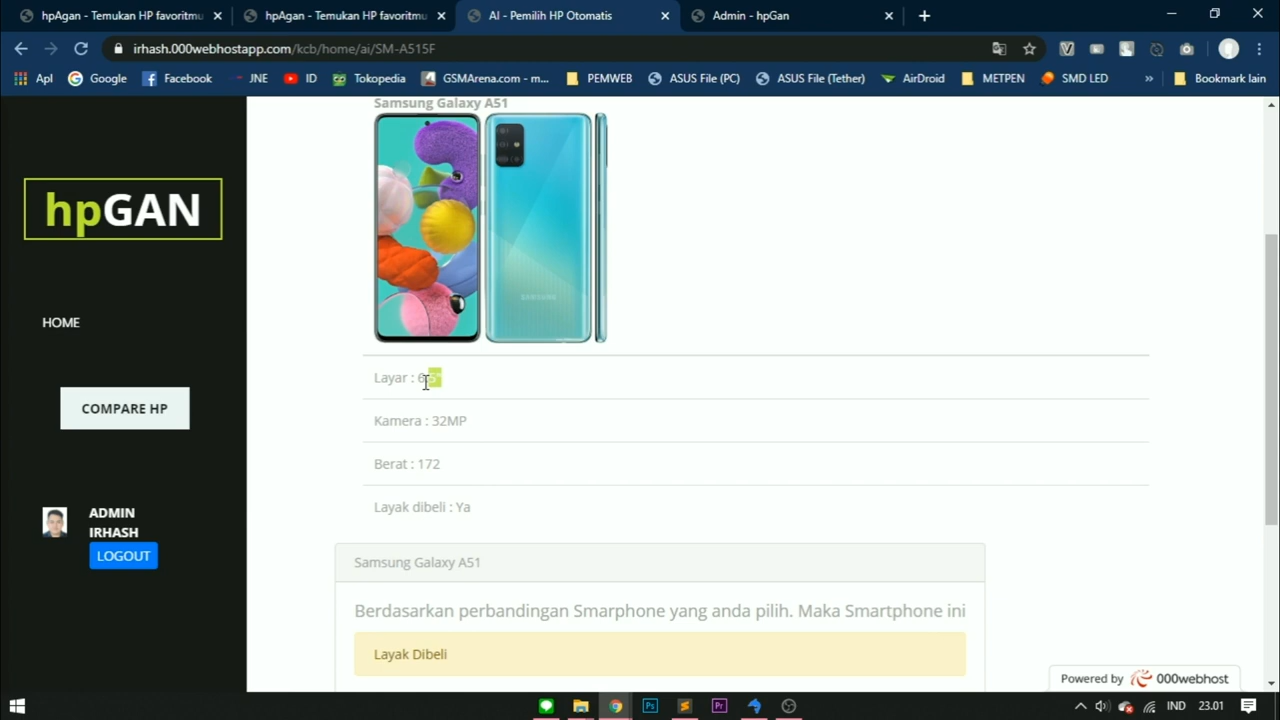 hpAgan - Temukan HP favoritmu
hpAgan - Temukan HP favoritmu
AI - Pemilih HP Otomatis
Admin - hpGan
irhash.000webhostapp.com/kcb/home/ai/SM-A515F
Apl
Google
Facebook
JNE
ID
Tokopedia
GSMArena.com - m...
PEMWEB
ASUS File (PC)
ASUS File (Tether)
AirDroid
METPEN
SMD LED
»
Bookmark lain
hpGAN
HOME
COMPARE HP
ADMIN
IRHASH
LOGOUT
Samsung Galaxy A51
SAMSUNG
Layar : 6.5"
Kamera : 32MP
Berat : 172
Layak dibeli : Ya
Samsung Galaxy A51
Berdasarkan perbandingan Smarphone yang anda pilih. Maka Smartphone ini
Layak Dibeli
Powered by 000webhost
IND
23.01